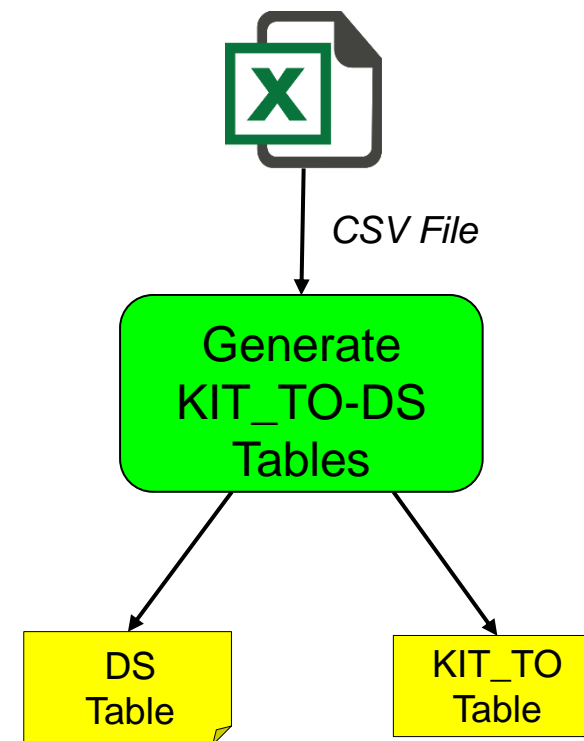 X
CSV File
Generate
KIT_TO-DS
Tables
DS
Table
KIT_TO
Table